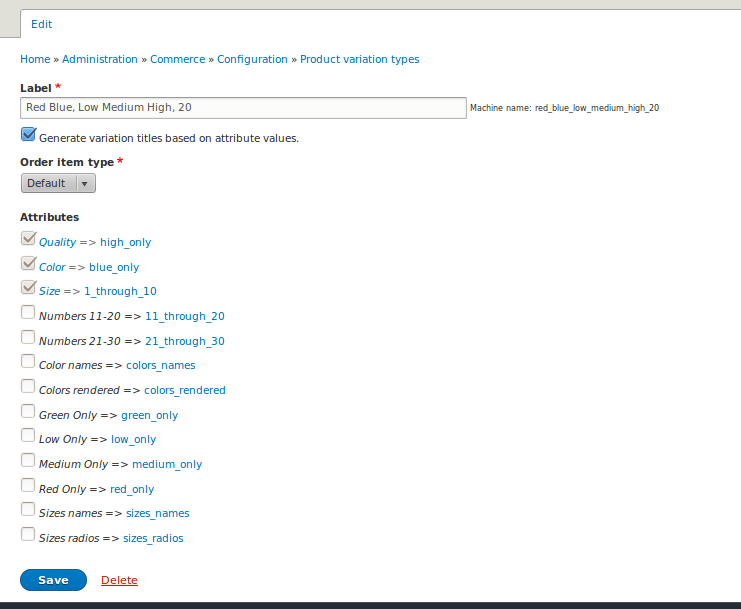 Edit
Home » Administration » Commerce » Configuration » Product variation types
Label *
Red Blue, Low Medium High, 20 Machine name: red_blue_low_medium_high_20
Generate variation titles based on attribute values.
Order item type *
Default
Attributes
Quality => high_only
Color => blue_only
Size => 1_through_10
Numbers 11-20 => 11_through_20
Numbers 21-30 => 21_through_30
Color names => colors_names
Colors rendered => colors_rendered
Green Only => green_only
Low Only => low_only
Medium Only => medium_only
Red Only => red_only
Sizes names => sizes_names
Sizes radios => sizes_radios
Save Delete